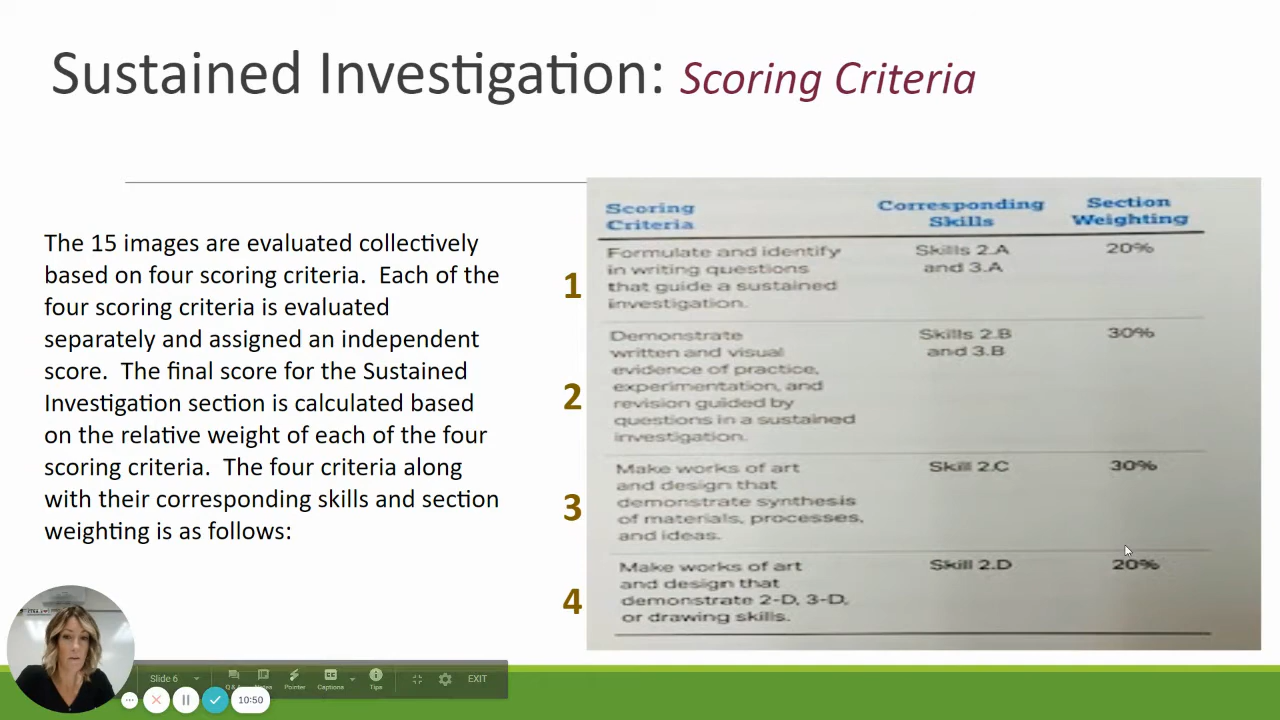 Sustained Investigation: Scoring Criteria
The 15 images are evaluated collectively
based on four scoring criteria.  Each of the
four scoring criteria is evaluated
separately and assigned an independent
score.  The final score for the Sustained
Investigation section is calculated based
on the relative weight of each of the four
scoring criteria.  The four criteria along
with their corresponding skills and section
weighting is as follows:
Scoring Criteria
Corresponding Skills
Section Weighting
1
Formulate and identify
in writing questions
that guide a sustained
investigation.
Skills 2.A
and 3.A
20%
2
Demonstrate
written and visual
evidence of practice,
experimentation, and
revision guided by
questions in a sustained
investigation.
Skills 2.B
and 3.B
30%
3
Make works of art
and design that
demonstrate synthesis
of materials, processes,
and ideas.
Skill 2.C
30%
4
Make works of art
and design that
demonstrate 2-D, 3-D,
or drawing skills.
Skill 2.D
20%
Slide 6
Notes
Pointer
Captions
Tips
EXIT
10:50